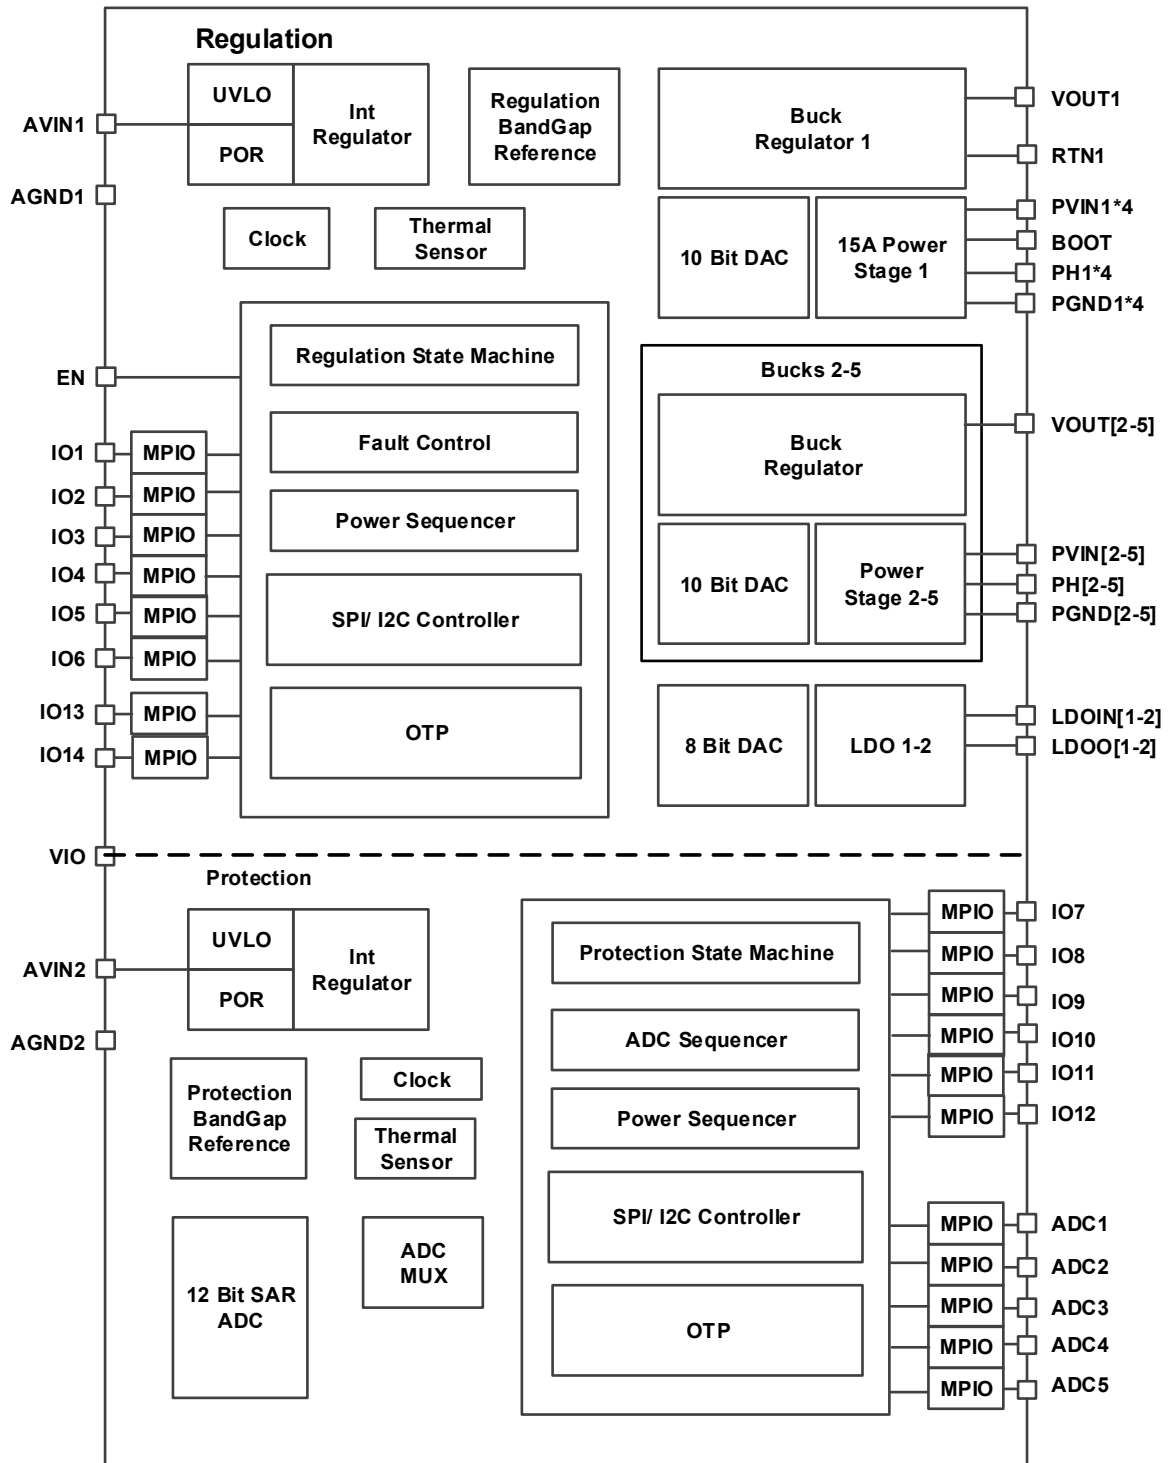 Regulation
AVIN1
UVLO
POR
Int
Regulator
Regulation
BandGap
Reference
Buck
Regulator 1
VOUT1
RTN1
AGND1
Clock
Thermal
Sensor
10 Bit DAC
15A Power
Stage 1
PVIN1*4
BOOT
PH1*4
PGND1*4
EN
IO1
MPIO
IO2
MPIO
IO3
MPIO
IO4
MPIO
IO5
MPIO
IO6
MPIO
IO13
MPIO
IO14
MPIO
Regulation State Machine
Fault Control
Power Sequencer
SPI/ I2C Controller
OTP
Bucks 2-5
Buck
Regulator
VOUT[2-5]
10 Bit DAC
Power
Stage 2-5
PVIN[2-5]
PH[2-5]
PGND[2-5]
8 Bit DAC
LDO 1-2
LDOIN[1-2]
LDOO[1-2]
VIO
Protection
AVIN2
UVLO
POR
Int
Regulator
AGND2
Protection
BandGap
Reference
Clock
Thermal
Sensor
12 Bit SAR
ADC
ADC
MUX
Protection State Machine
ADC Sequencer
Power Sequencer
SPI/ I2C Controller
OTP
MPIO
IO7
MPIO
IO8
MPIO
IO9
MPIO
IO10
MPIO
IO11
MPIO
IO12
MPIO
ADC1
MPIO
ADC2
MPIO
ADC3
MPIO
ADC4
MPIO
ADC5